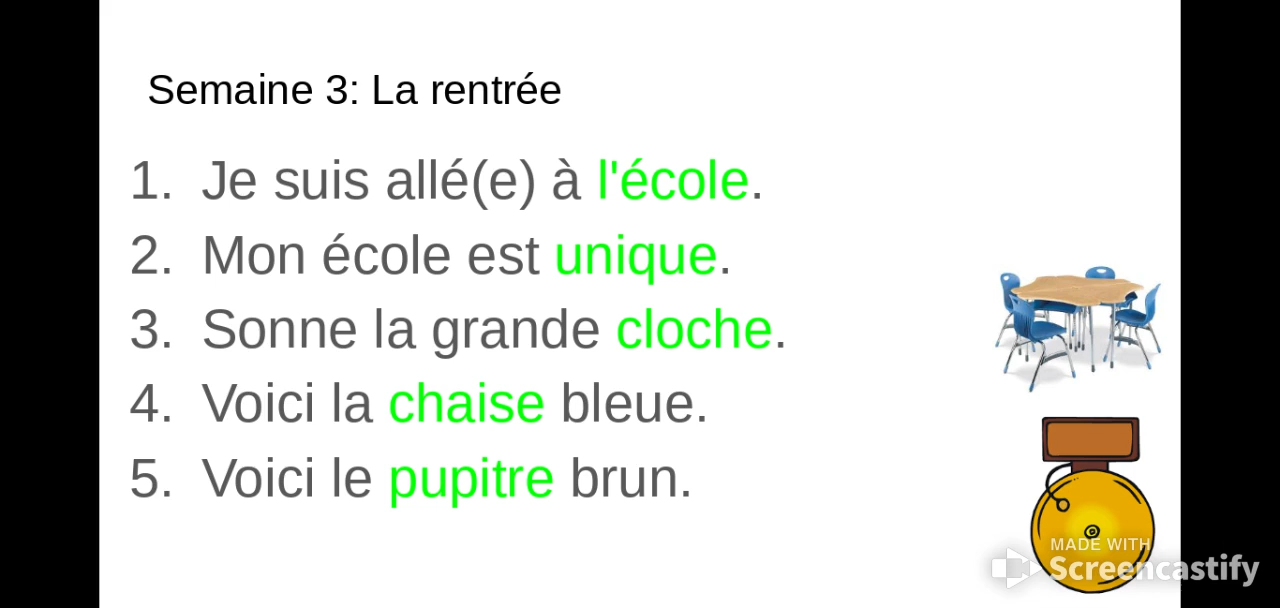 Semaine 3: La rentrée
1. Je suis allé(e) à l'école.
2. Mon école est unique.
3. Sonne la grande cloche.
4. Voici la chaise bleue.
5. Voici le pupitre brun.
MADE WITH
Screencastify